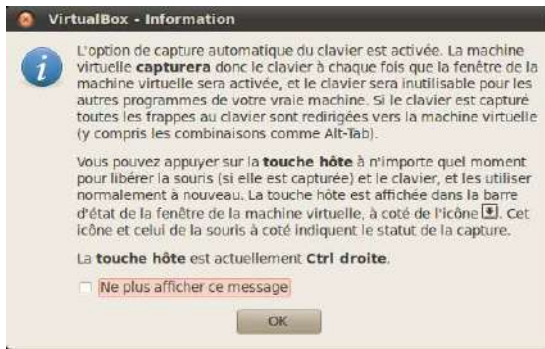 VirtualBox - Information
L'option de capture automatique du clavier est activée. La machine
virtuelle capturera donc le clavier à chaque fois que la fenêtre de la
machine virtuelle sera activée, et le clavier sera inutilisable pour les
autres programmes de votre vraie machine. Si le clavier est capturé
toutes les frappes au clavier sont redirigées vers la machine virtuelle
(y compris les combinaisons comme Alt-Tab).
Vous pouvez appuyer sur la touche hôte à n'importe quel moment
pour libérer la souris (si elle est capturée) et le clavier, et les utiliser
normalement à nouveau. La touche hôte est affichée dans la barre
d'état de la fenêtre de la machine virtuelle, à coté de l'icône. Cet
icône et celui de la souris à coté indiquent le statut de la capture.
La touche hôte est actuellement Ctrl droite.
Ne plus afficher ce message
OK